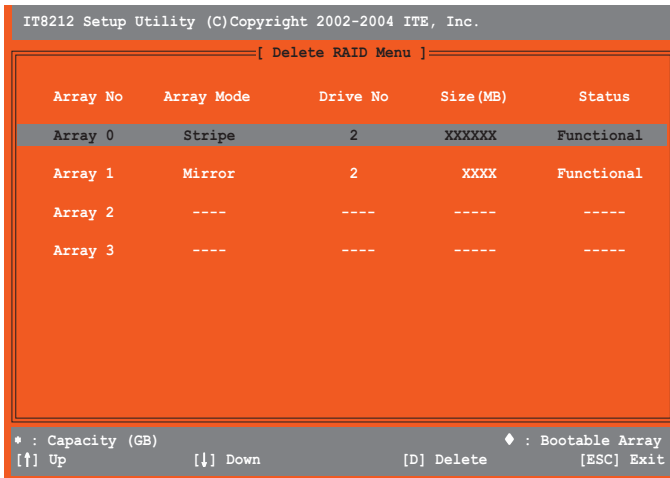 IT8212 Setup Utility (C)Copyright 2002-2004 ITE, Inc.
[ Delete RAID Menu ]
Array No Array Mode Drive No Size(MB) Status
Array 0 Stripe 2 XXXXXX Functional
Array 1 Mirror 2 XXXX Functional
Array 2 ---- ---- ----- -----
Array 3 ---- ---- ----- -----
* : Capacity (GB) ♦ : Bootable Array
[↑] Up [↓] Down [D] Delete [ESC] Exit